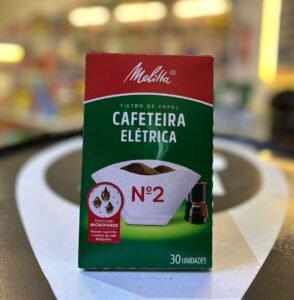 Melitta®
FILTRO DE PAPEL
CAFETEIRA
ELÉTRICA
Nº2
MICROFUROS
30 UNIDADES